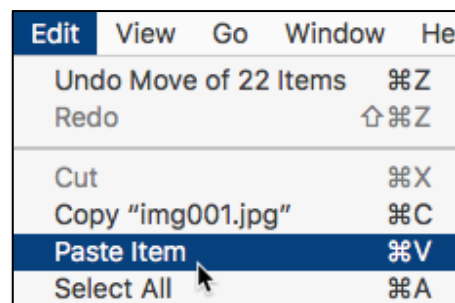 Edit View Go Window He
Undo Move of 22 Items ⌘Z
Redo ⇧⌘Z
Cut ⌘X
Copy “img001.jpg” ⌘C
Paste Item ⌘V
Select All ⌘A